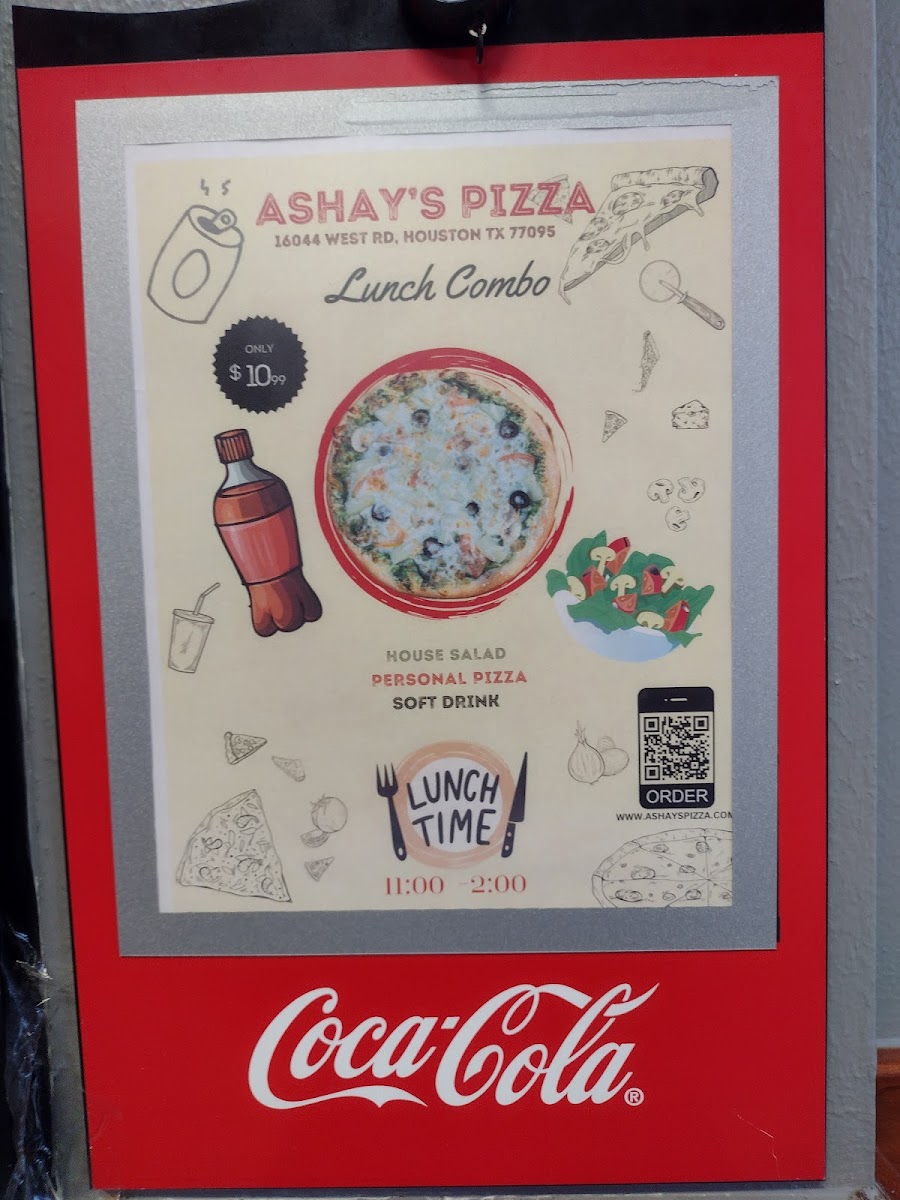 ASHAY'S PIZZA
16044 WEST RD, HOUSTON TX 77095
Lunch Combo
ONLY
$ 10.99
HOUSE SALAD
PERSONAL PIZZA
SOFT DRINK
LUNCH
TIME
11:00 -2:00
ORDER
WWW.ASHAYSPIZZA.COM
Coca-Cola®